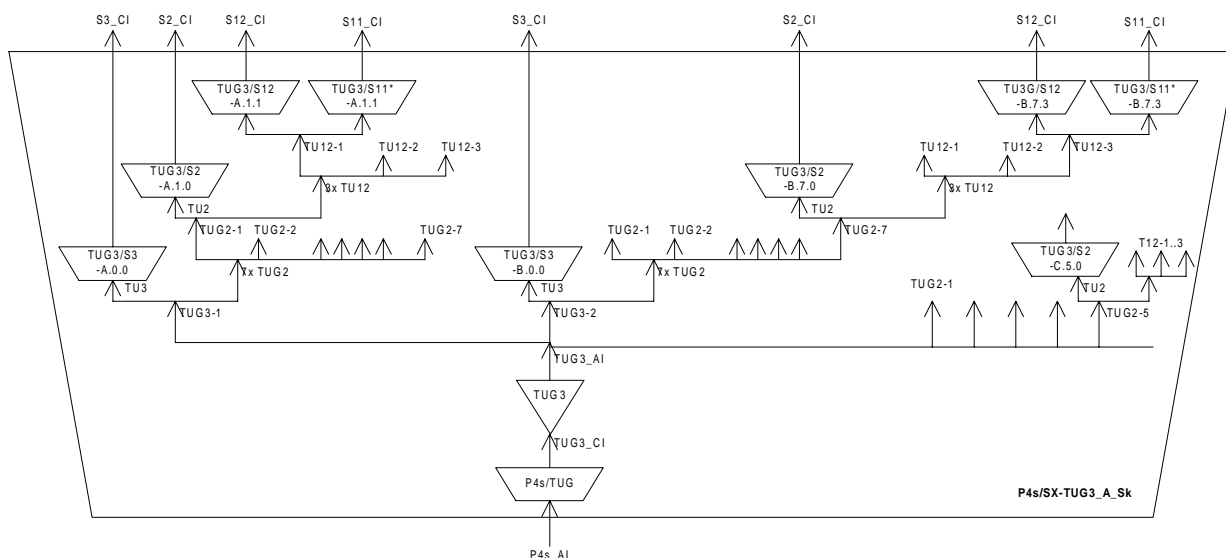 S3_CI S2_CI S12_CI S11_CI S3_CI S2_CI S12_CI S11_CI
TUG3/S12 TUG3/S11* TU3G/S12 TUG3/S11*
-A.1.1 -A.1.1 -B.7.3 -B.7.3
TU12-1 TU12-2 TU12-3 TU12-1 TU12-2 TU12-3
TUG3/S2 TUG3/S2
-A.1.0 3x TU12 -B.7.0 3x TU12
TU2 TU2
TUG2-1 TUG2-2 TUG2-7 TUG2-1 TUG2-2 TUG2-7
TUG3/S3 TUG3/S3 TUG3/S2 T12-1..3
-A.0.0 7x TUG2 -B.0.0 7x TUG2 -C.5.0
TU3 TU3 TUG2-1 TU2
TUG3-1 TUG3-2 TUG2-5
TUG3_AI
TUG3
TUG3_CI
P4s/TUG
P4s/SX-TUG3_A_Sk
P4s_AI